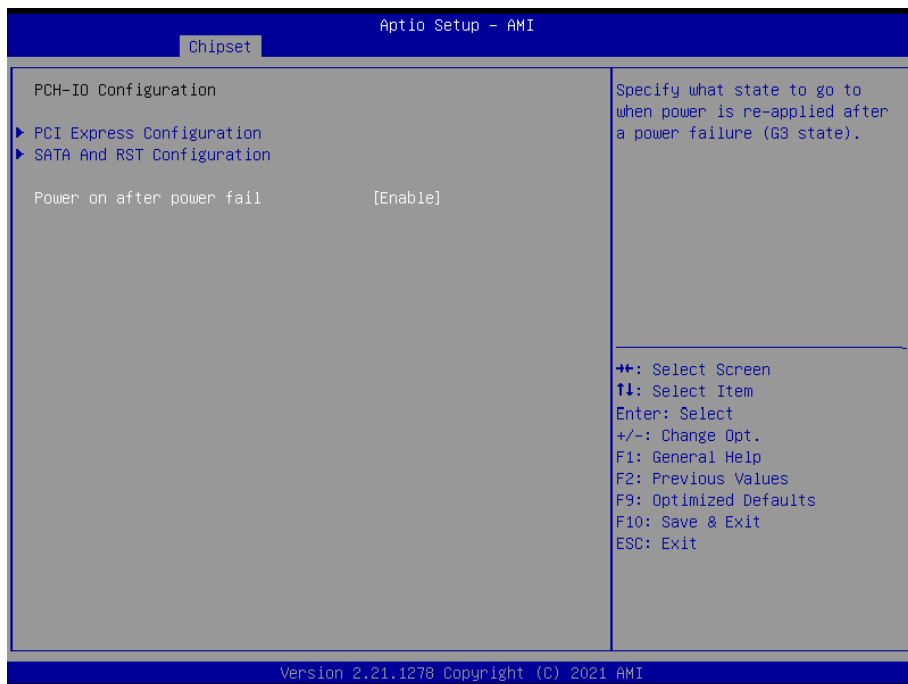 Aptio Setup – AMI
Chipset
PCH-IO Configuration
PCI Express Configuration
SATA And RST Configuration
Power on after power fail [Enable]
Specify what state to go to
when power is re-applied after
a power failure (G3 state).
→←: Select Screen
↑↓: Select Item
Enter: Select
+/-: Change Opt.
F1: General Help
F2: Previous Values
F9: Optimized Defaults
F10: Save & Exit
ESC: Exit
Version 2.21.1278 Copyright (C) 2021 AMI